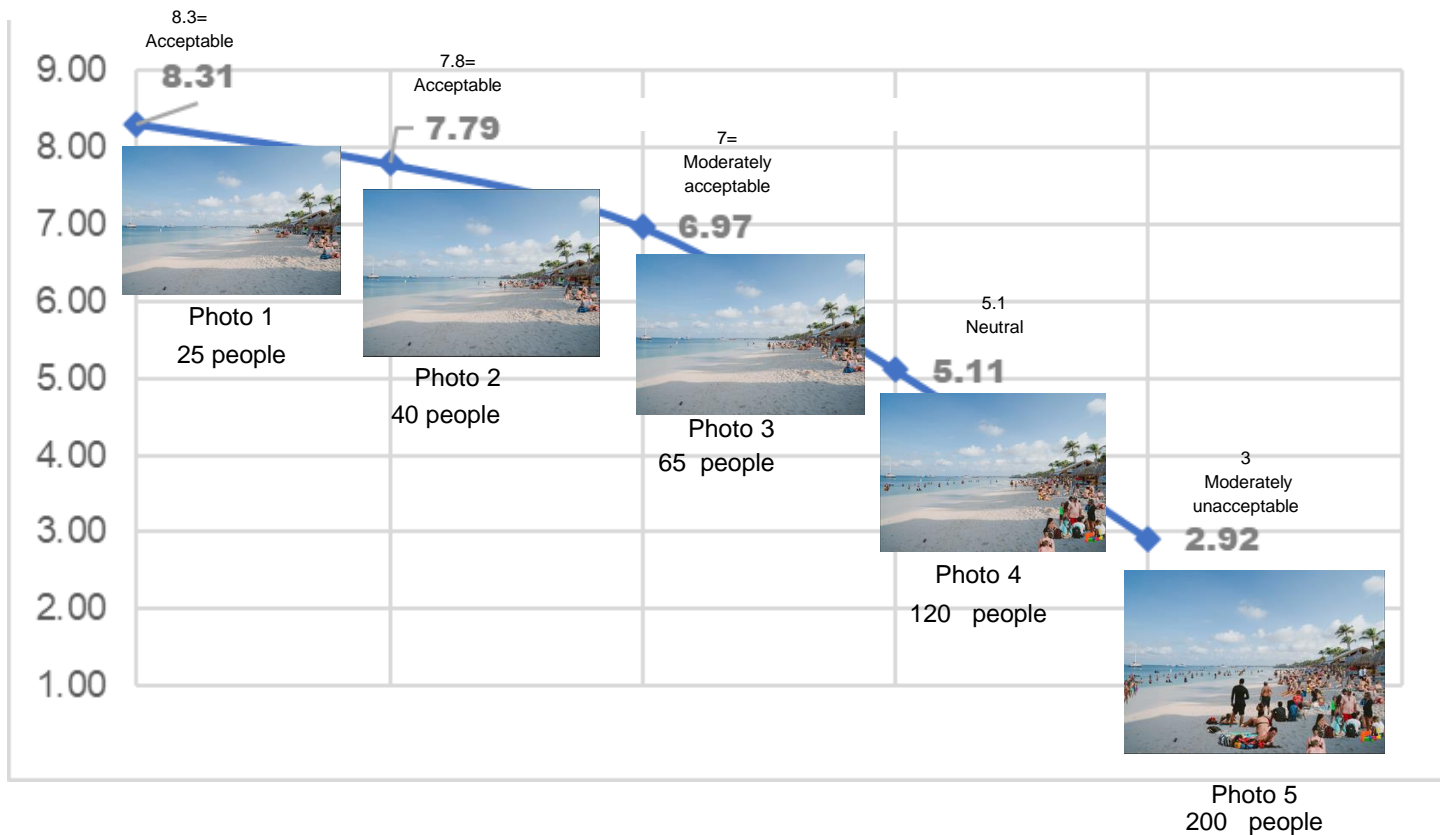 8.3=
Acceptable
8.31
7.8=
Acceptable
7.79
7=
Moderately
acceptable
6.97
5.1
Neutral
5.11
3
Moderately
unacceptable
2.92
9.00
8.00
7.00
6.00
5.00
4.00
3.00
2.00
1.00
Photo 1
25 people
Photo 2
40 people
Photo 3
65 people
Photo 4
120 people
Photo 5
200 people